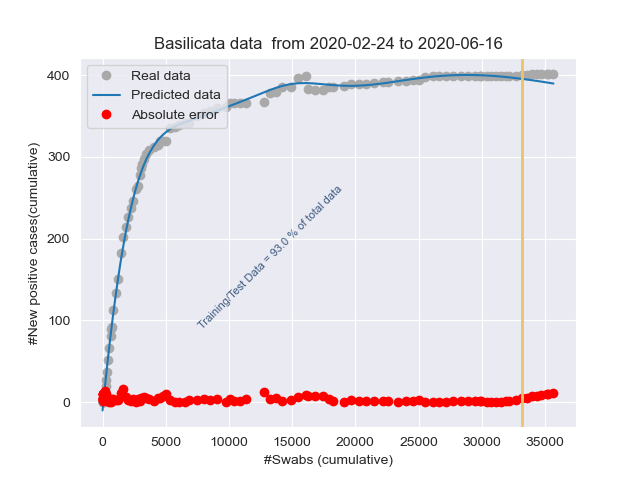 Basilicata data  from 2020-02-24 to 2020-06-16
Real data
Predicted data
Absolute error
400
300
200
100
0
#New positive cases(cumulative)
Training/Test Data = 93.0 % of total data
0 5000 10000 15000 20000 25000 30000 35000
#Swabs (cumulative)